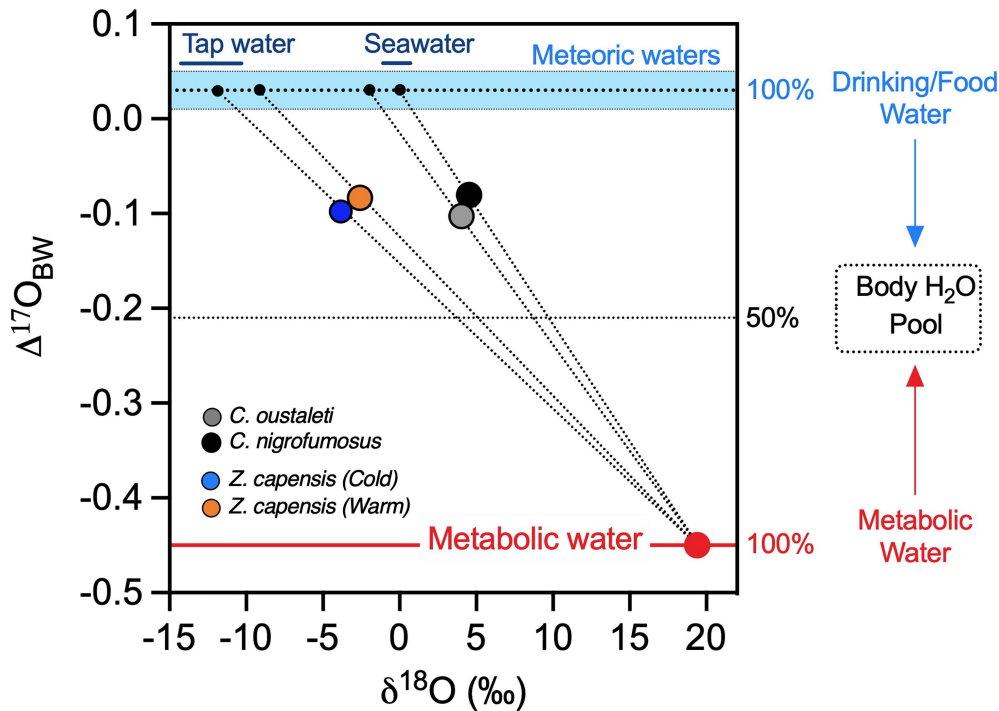 0.1
0.0
-0.1
-0.2
-0.3
-0.4
-0.5
Δ¹⁷O_BW
Tap water
Seawater
Meteoric waters
100%
50%
C. oustaleti
C. nigrofumosus
Z. capensis (Cold)
Z. capensis (Warm)
Metabolic water
100%
-15
-10
-5
0
5
10
15
20
δ¹⁸O (‰)
Drinking/Food
Water
Body H₂O
Pool
Metabolic
Water